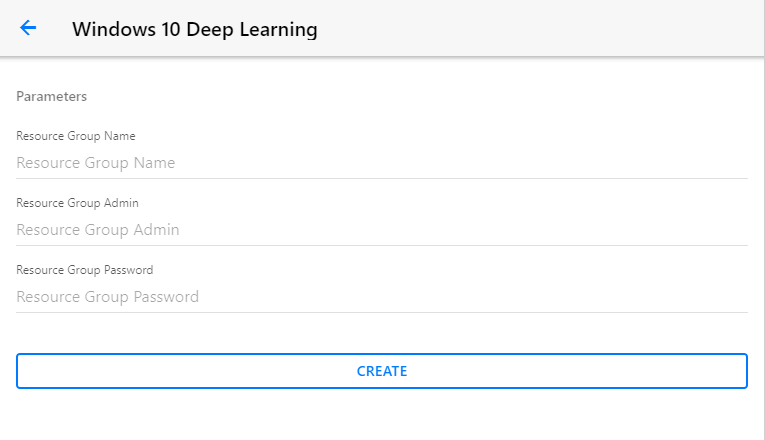 Windows 10 Deep Learning
Parameters
Resource Group Name
Resource Group Name
Resource Group Admin
Resource Group Admin
Resource Group Password
Resource Group Password
CREATE